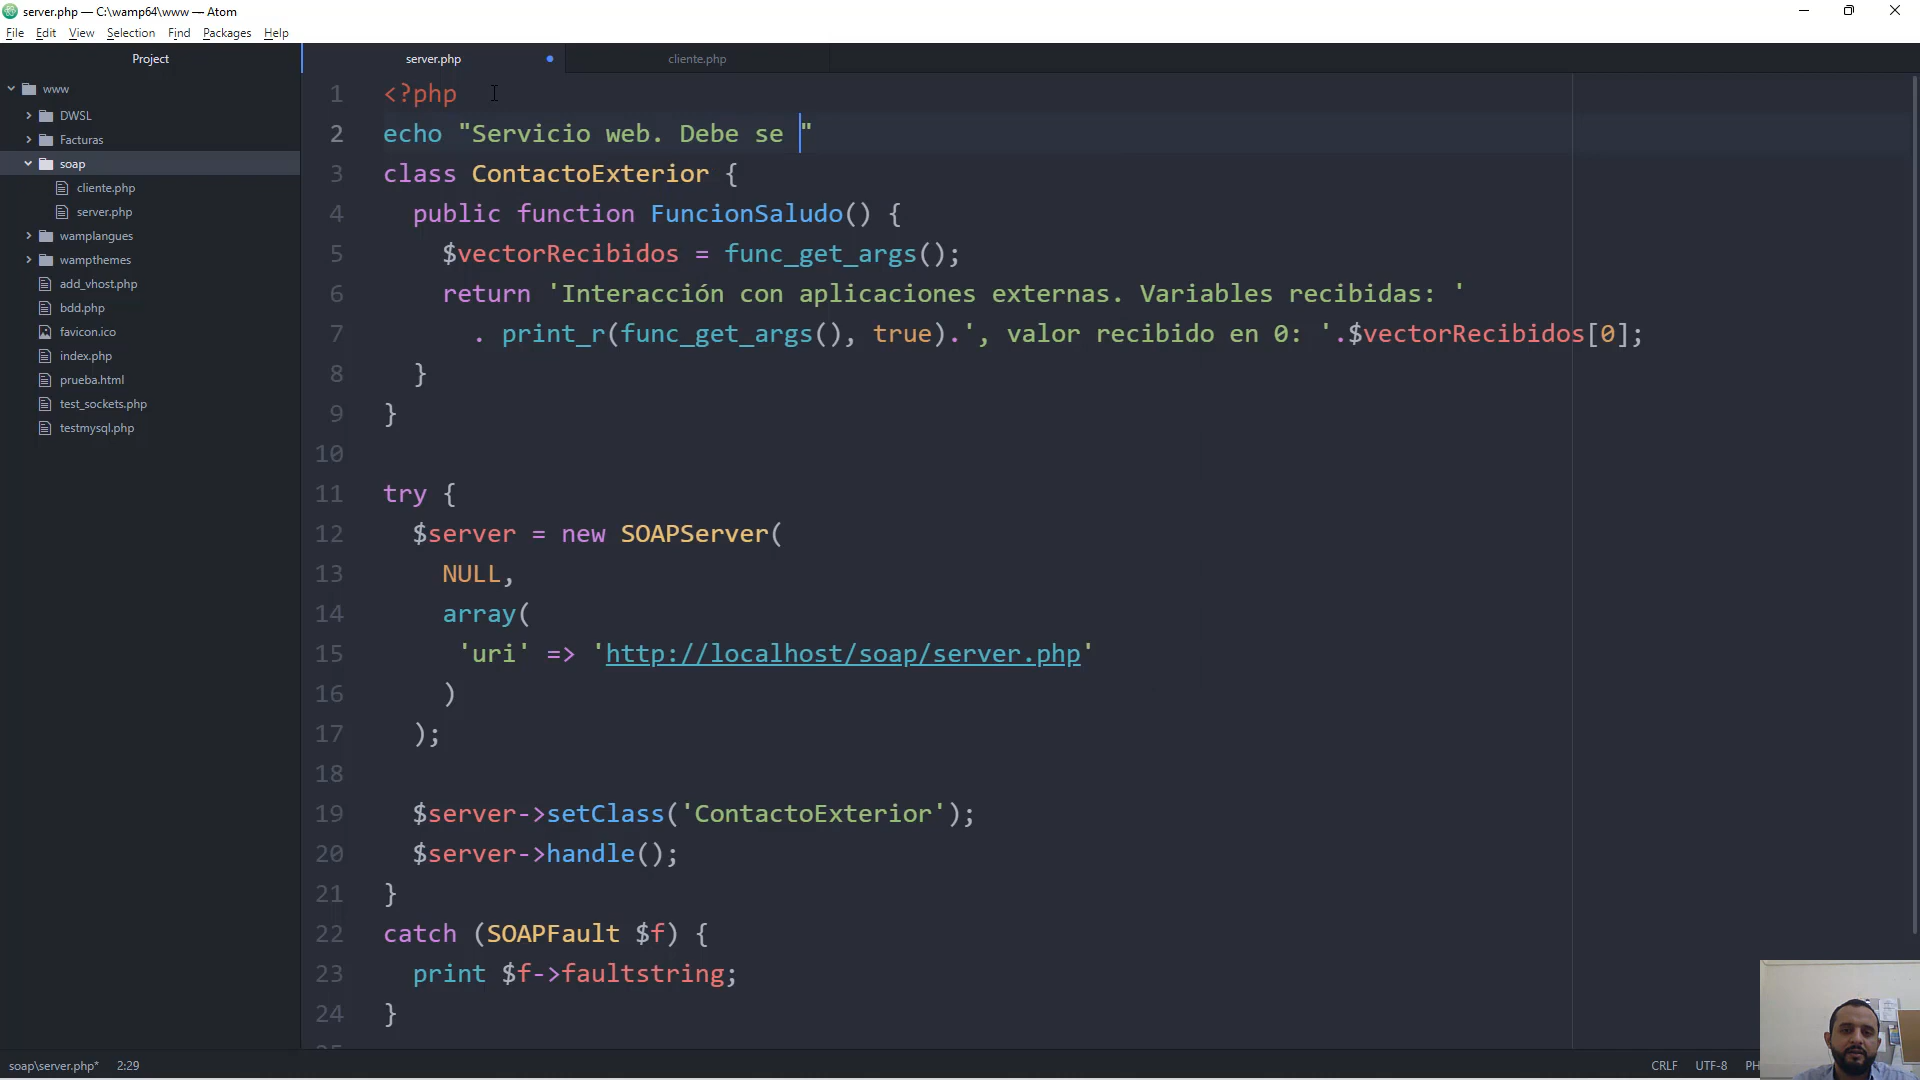 server.php — C:\wamp64\www — Atom
File Edit View Selection Find Packages Help
Project
server.php
cliente.php
www
DWSL
Facturas
soap
cliente.php
server.php
wamplangues
wampthemes
add_vhost.php
bdd.php
favicon.ico
index.php
prueba.html
test_sockets.php
testmysql.php
1 <?php
2 echo "Servicio web. Debe se "
3 class ContactoExterior {
4 public function FuncionSaludo() {
5 $vectorRecibidos = func_get_args();
6 return 'Interacción con aplicaciones externas. Variables recibidas: '
7 . print_r(func_get_args(), true).', valor recibido en 0: '.$vectorRecibidos[0];
8 }
9 }
10
11 try {
12 $server = new SOAPServer(
13 NULL,
14 array(
15 'uri' => 'http://localhost/soap/server.php'
16 )
17 );
18
19 $server->setClass('ContactoExterior');
20 $server->handle();
21 }
22 catch (SOAPFault $f) {
23 print $f->faultstring;
24 }
soap\server.php* 2:29
CRLF UTF-8